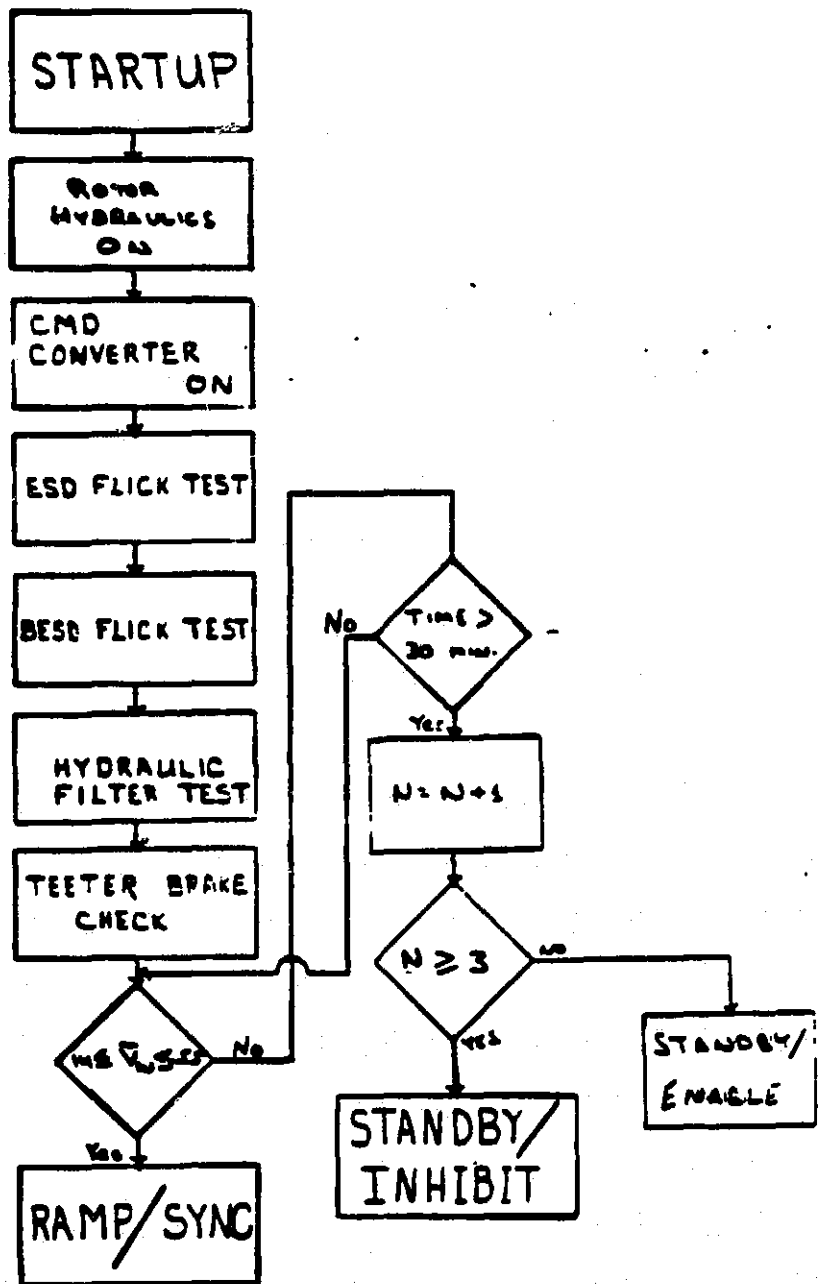 STARTUP
ROTOR
HYDRAULICS
ON
CMD
CONVERTER
ON
ESD FLICK TEST
BESD FLICK TEST
HYDRAULIC
FILTER TEST
TEETER BRAKE
CHECK
No
Yes
RAMP/SYNC
No
TIME >
30 min.
Yes
N = N+1
N ≥ 3
NO
YES
STANDBY/
INHIBIT
STANDBY/
ENABLE